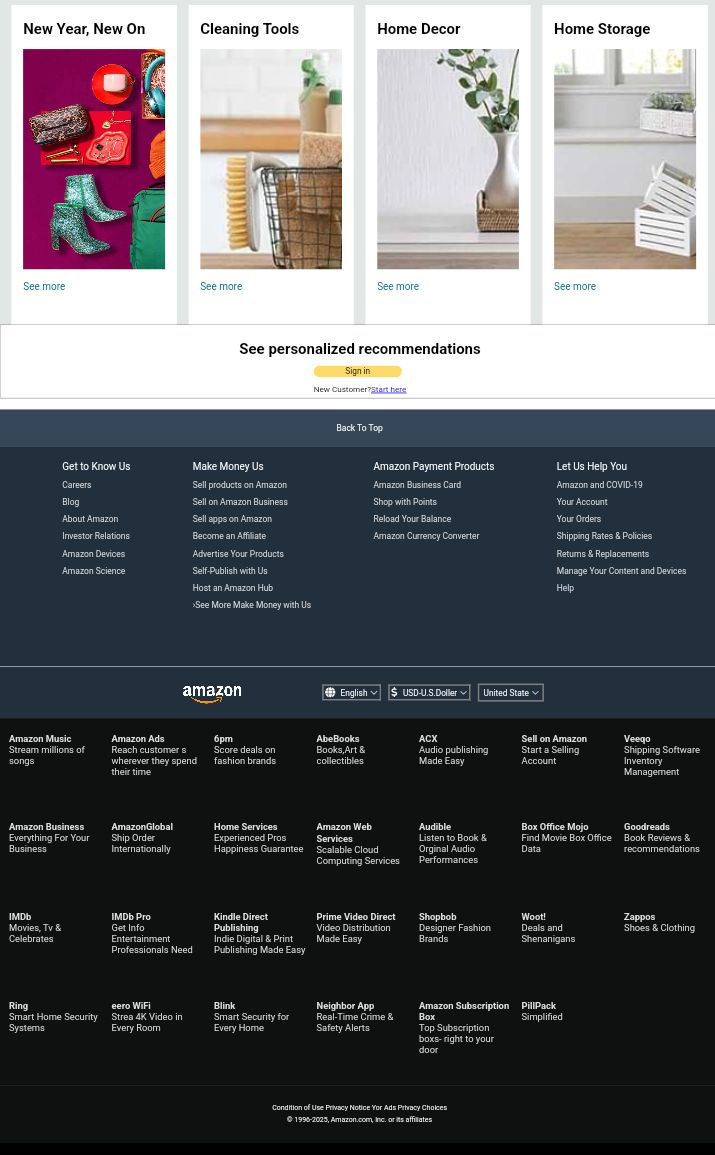 New Year, New On
Cleaning Tools
Home Decor
Home Storage
See more
See more
See more
See more
See personalized recommendations
Sign in
New Customer?Start here
Back To Top
Get to Know Us
Careers
Blog
About Amazon
Investor Relations
Amazon Devices
Amazon Science
Make Money Us
Sell products on Amazon
Sell on Amazon Business
Sell apps on Amazon
Become an Affiliate
Advertise Your Products
Self-Publish with Us
Host an Amazon Hub
›See More Make Money with Us
Amazon Payment Products
Amazon Business Card
Shop with Points
Reload Your Balance
Amazon Currency Converter
Let Us Help You
Amazon and COVID-19
Your Account
Your Orders
Shipping Rates & Policies
Returns & Replacements
Manage Your Content and Devices
Help
amazon
English
$ USD-U.S.Doller
United State
Amazon Music
Stream millions of
songs
Amazon Ads
Reach customer s
wherever they spend
their time
6pm
Score deals on
fashion brands
AbeBooks
Books,Art &
collectibles
ACX
Audio publishing
Made Easy
Sell on Amazon
Start a Selling
Account
Veeqo
Shipping Software
Inventory
Management
Amazon Business
Everything For Your
Business
AmazonGlobal
Ship Order
Internationally
Home Services
Experienced Pros
Happiness Guarantee
Amazon Web
Services
Scalable Cloud
Computing Services
Audible
Listen to Book &
Orginal Audio
Performances
Box Office Mojo
Find Movie Box Office
Data
Goodreads
Book Reviews &
recommendations
IMDb
Movies, Tv &
Celebrates
IMDb Pro
Get Info
Entertainment
Professionals Need
Kindle Direct
Publishing
Indie Digital & Print
Publishing Made Easy
Prime Video Direct
Video Distribution
Made Easy
Shopbob
Designer Fashion
Brands
Woot!
Deals and
Shenanigans
Zappos
Shoes & Clothing
Ring
Smart Home Security
Systems
eero WiFi
Strea 4K Video in
Every Room
Blink
Smart Security for
Every Home
Neighbor App
Real-Time Crime &
Safety Alerts
Amazon Subscription
Box
Top Subscription
boxs- right to your
door
PillPack
Simplified
Condition of Use Privacy Notice Yor Ads Privacy Choices
© 1996-2025, Amazon.com, Inc. or its affiliates